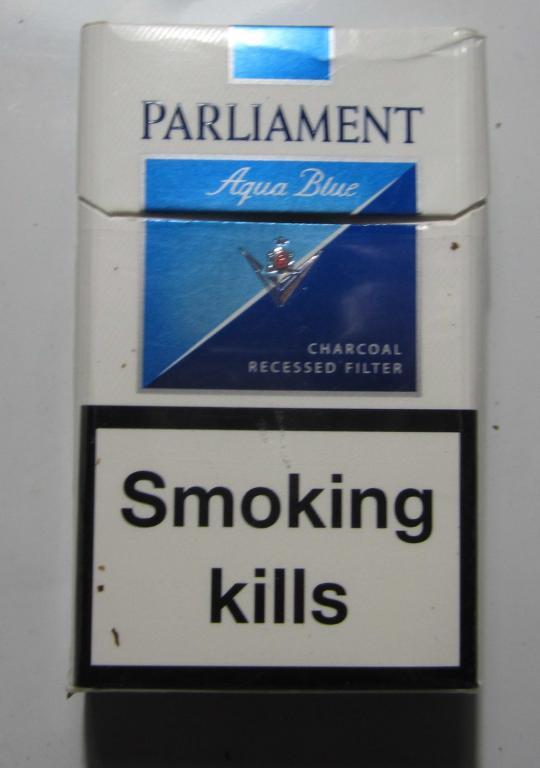 PARLIAMENT
Aqua Blue
CHARCOAL
RECESSED FILTER
Smoking
kills